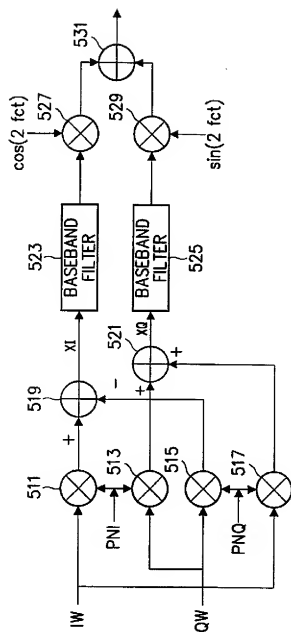 531
cos(2 fct)
527
529
sin(2 fct)
523
BASEBAND
FILTER
BASEBAND
FILTER
525
XI
XQ
519
+
-
521
+
+
511
513
515
517
PNI
PNQ
IW
QW